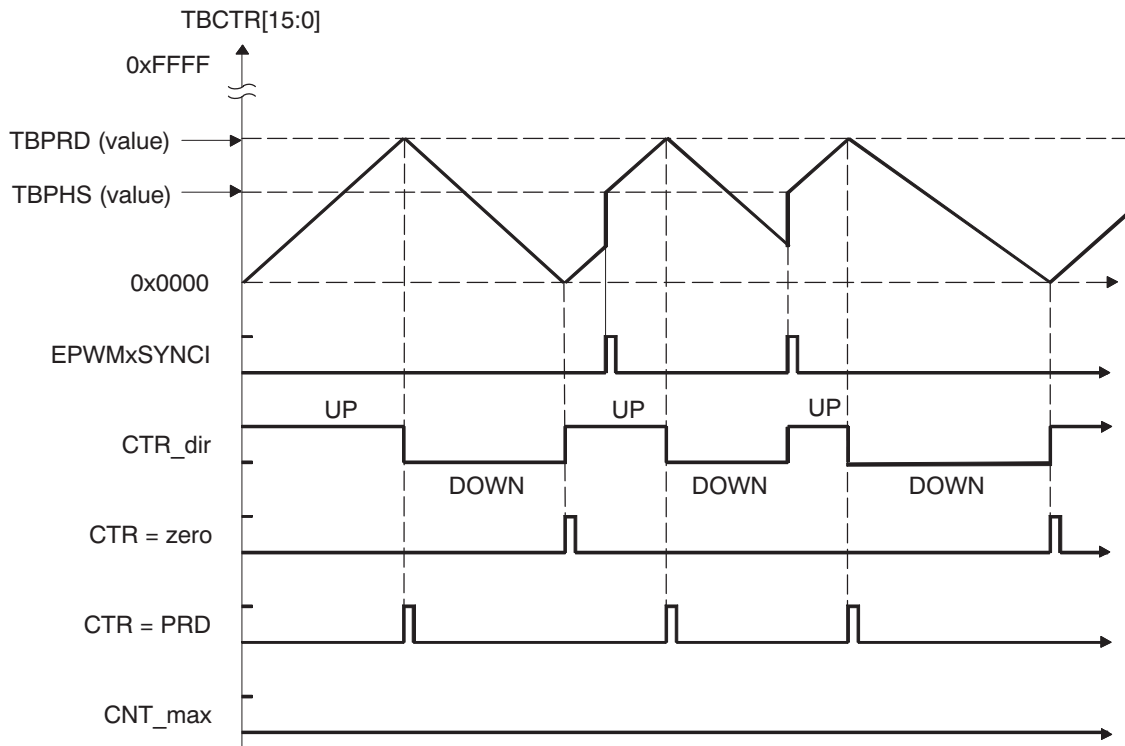 TBCTR[15:0]
0xFFFF
TBPRD (value)
TBPHS (value)
0x0000
EPWMxSYNCI
UP
UP
UP
CTR_dir
DOWN
DOWN
DOWN
CTR = zero
CTR = PRD
CNT_max